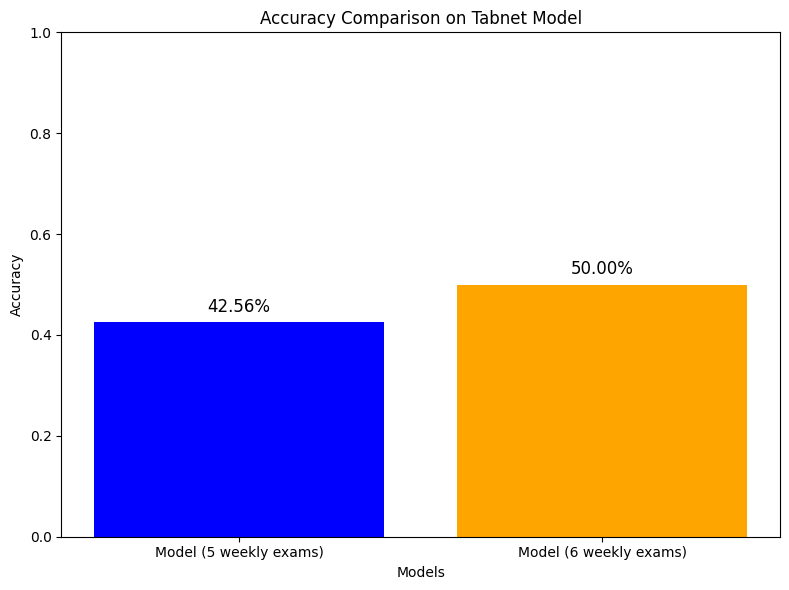 Accuracy Comparison on Tabnet Model
1.0
0.8
0.6
0.4
0.2
0.0
Accuracy
42.56%
50.00%
Model (5 weekly exams)
Model (6 weekly exams)
Models